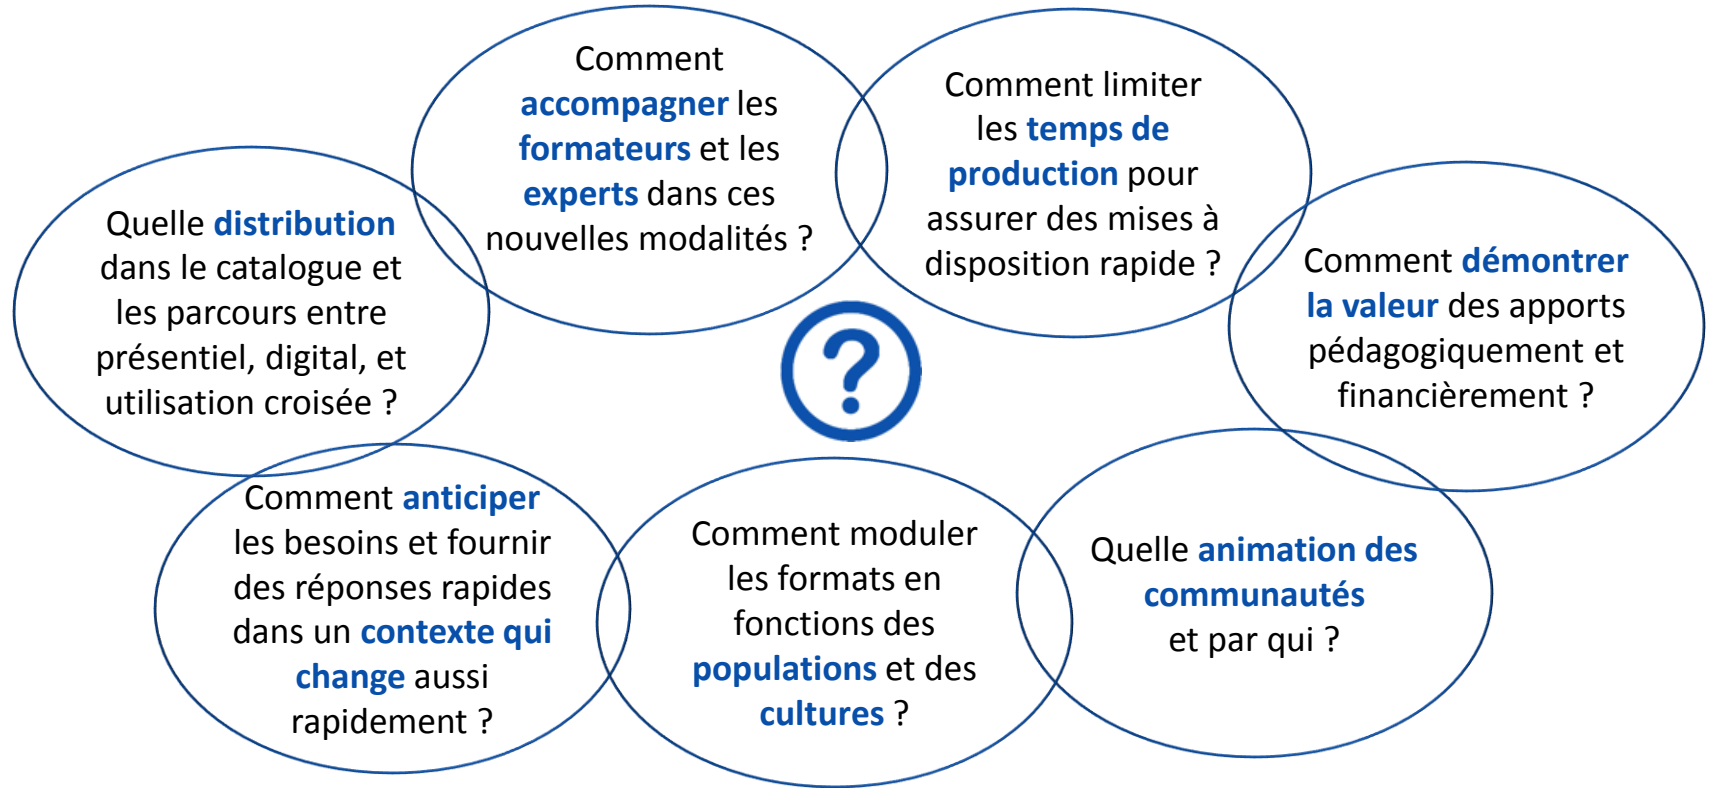 Comment
accompagner les
formateurs et les
experts dans ces
nouvelles modalités ?
Comment limiter
les temps de
production pour
assurer des mises à
disposition rapide ?
Quelle distribution
dans le catalogue et
les parcours entre
présentiel, digital, et
utilisation croisée ?
Comment démontrer
la valeur des apports
pédagogiquement et
financièrement ?
?
Comment anticiper
les besoins et fournir
des réponses rapides
dans un contexte qui
change aussi
rapidement ?
Comment moduler
les formats en
fonctions des
populations et des
cultures ?
Quelle animation des
communautés
et par qui ?